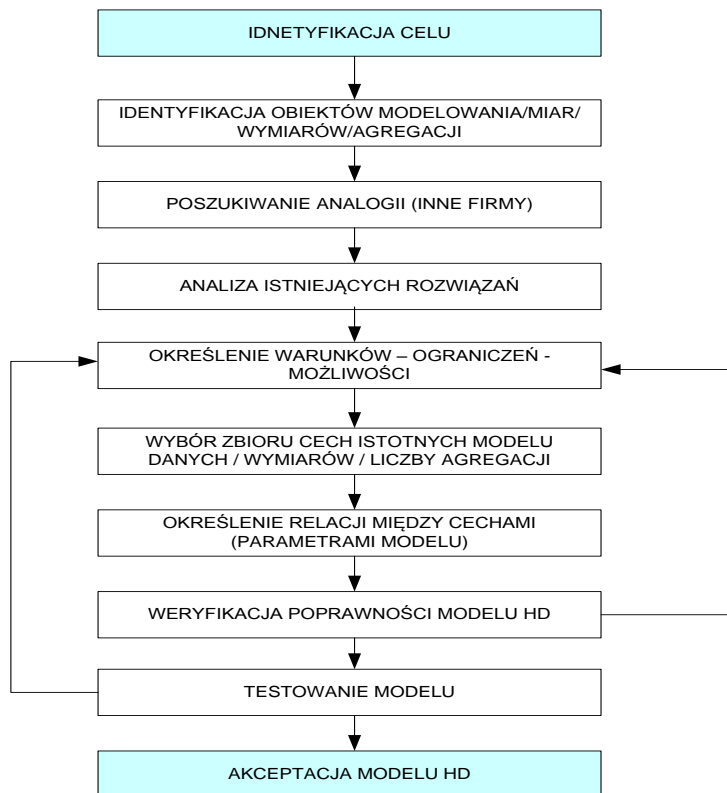 IDNETYFIKACJA CELU
IDENTYFIKACJA OBIEKTÓW MODELOWANIA/MIAR/
WYMIARÓW/AGREGACJI
POSZUKIWANIE ANALOGII (INNE FIRMY)
ANALIZA ISTNIEJĄCYCH ROZWIĄZAŃ
OKREŚLENIE WARUNKÓW – OGRANICZEŃ -
MOŻLIWOŚCI
WYBÓR ZBIORU CECH ISTOTNYCH MODELU
DANYCH / WYMIARÓW / LICZBY AGREGACJI
OKREŚLENIE RELACJI MIĘDZY CECHAMI
(PARAMETRAMI MODELU)
WERYFIKACJA POPRAWNOŚCI MODELU HD
TESTOWANIE MODELU
AKCEPTACJA MODELU HD